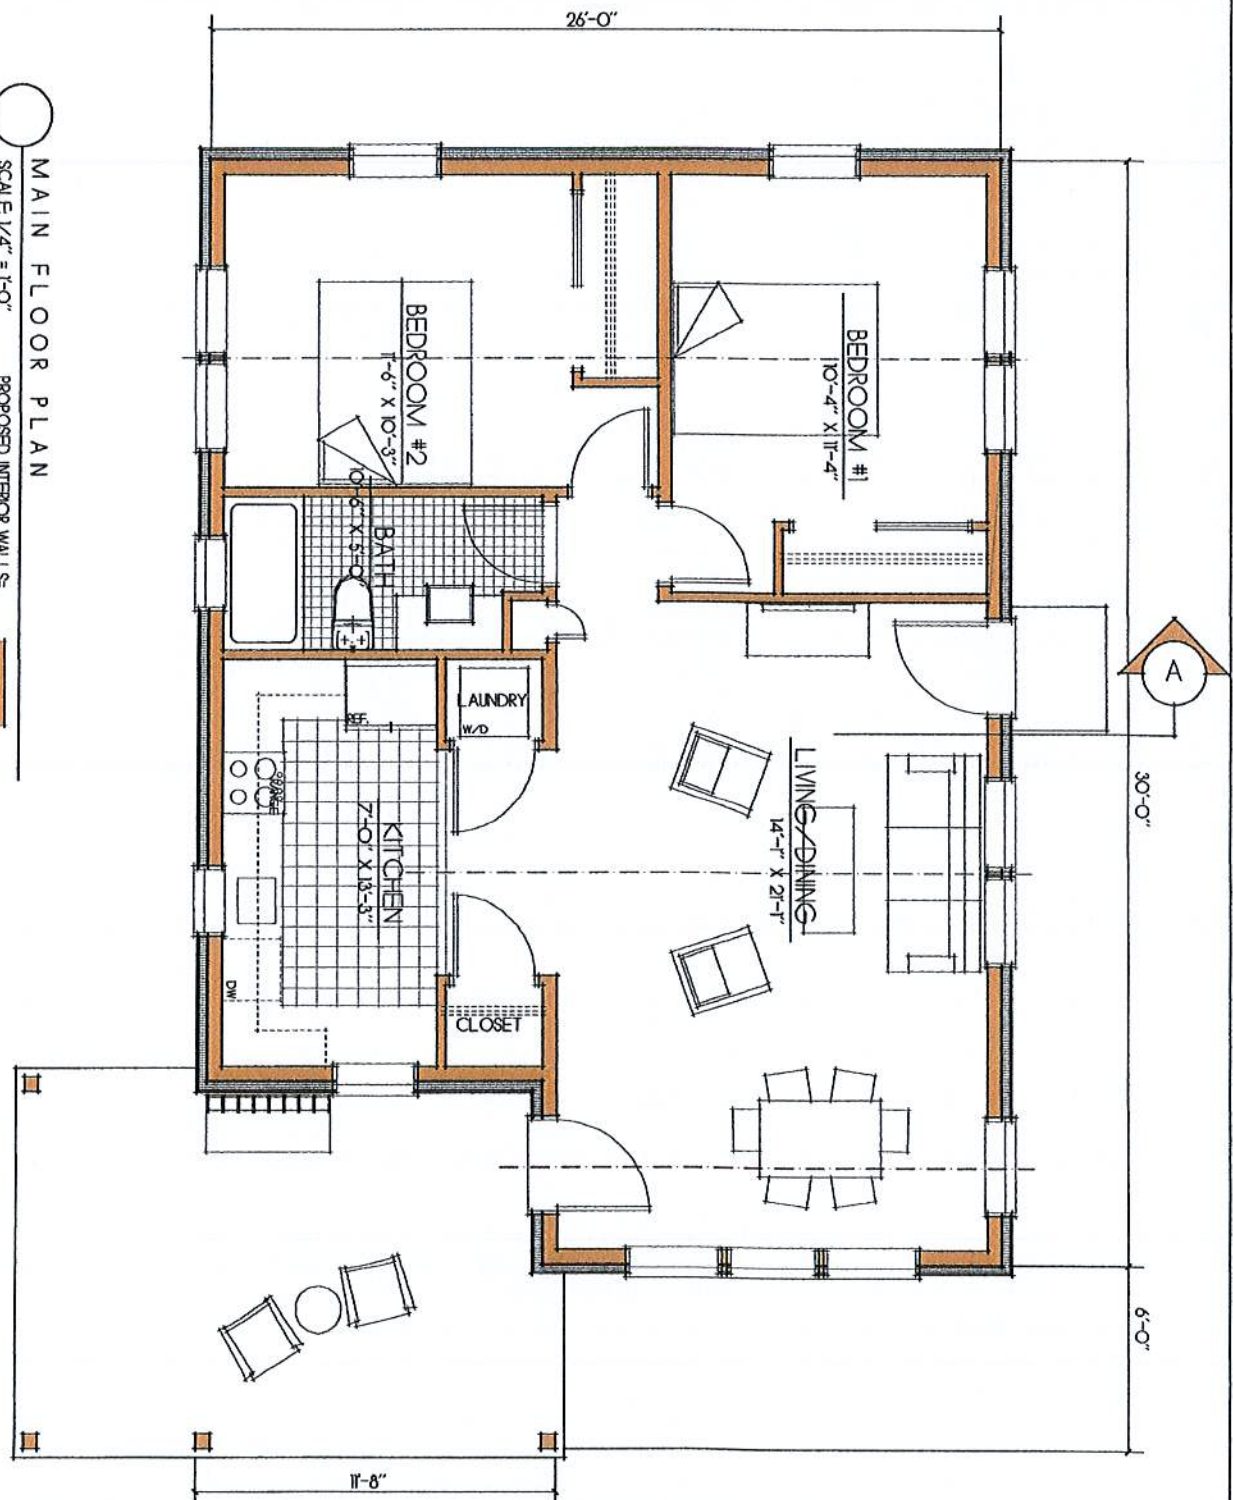 26'-0"
MAIN FLOOR PLAN
SCALE 1/4" = 1'-0"
PROPOSED INTERIOR WALLS:
BEDROOM #1
10'-4" X 11'-4"
BEDROOM #2
11'-6" X 10'-3"
BATH
10'-6" X 5'-0"
A
30'-0"
LAUNDRY
W/D
REF.
RANGE
KITCHEN
7'-0" X 13'-3"
LIVING/DINING
14'-1" X 21'-1"
DW
CLOSET
6'-0"
11'-8"